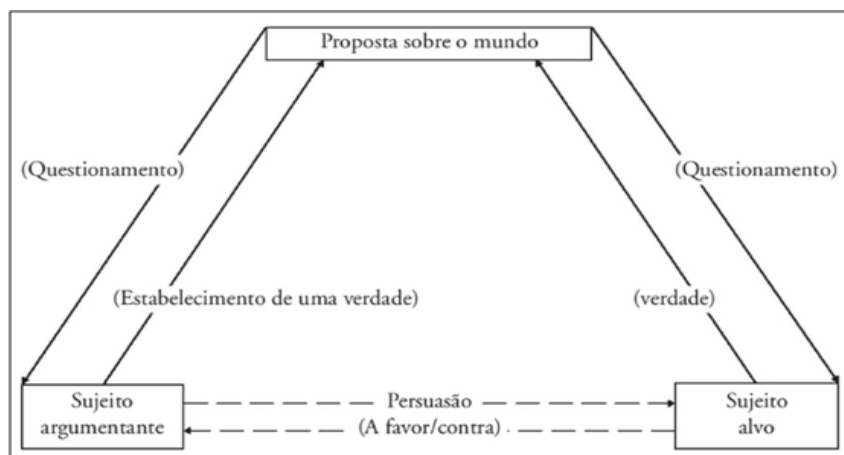 Proposta sobre o mundo
(Questionamento)
(Questionamento)
(Estabelecimento de uma verdade)
(verdade)
Sujeito
argumentante
Persuasão
(A favor/contra)
Sujeito
alvo